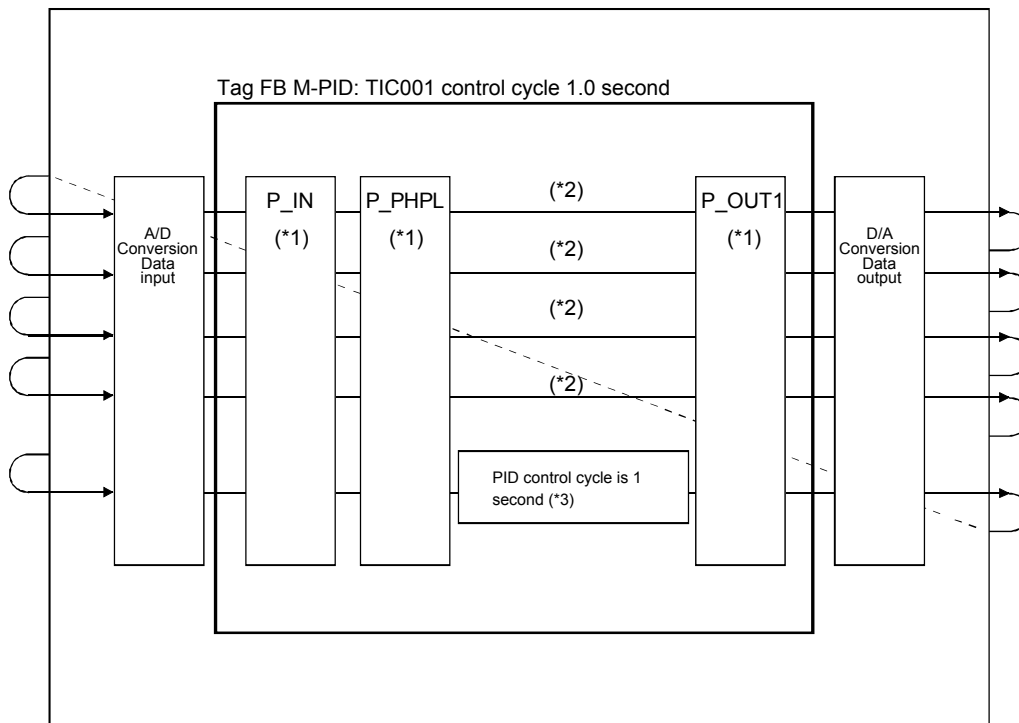 Tag FB M-PID: TIC001 control cycle 1.0 second
A/D
Conversion
Data
input
P_IN
(*1)
P_PHPL
(*1)
(*2)
(*2)
(*2)
(*2)
PID control cycle is 1
second (*3)
P_OUT1
(*1)
D/A
Conversion
Data
output